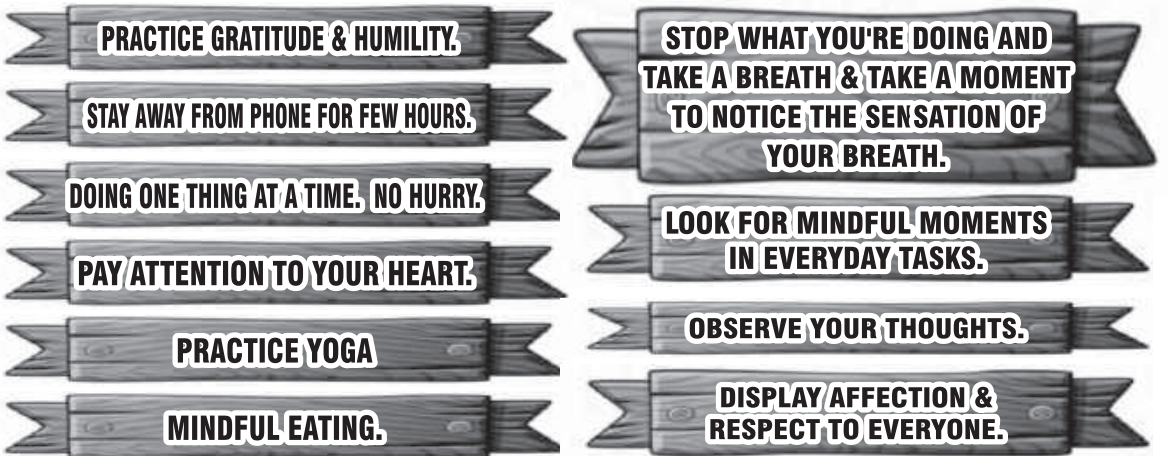 PRACTICE GRATITUDE & HUMILITY.
STAY AWAY FROM PHONE FOR FEW HOURS.
DOING ONE THING AT A TIME. NO HURRY.
PAY ATTENTION TO YOUR HEART.
PRACTICE YOGA
MINDFUL EATING.
STOP WHAT YOU'RE DOING AND
TAKE A BREATH & TAKE A MOMENT
TO NOTICE THE SENSATION OF
YOUR BREATH.
LOOK FOR MINDFUL MOMENTS
IN EVERYDAY TASKS.
OBSERVE YOUR THOUGHTS.
DISPLAY AFFECTION &
RESPECT TO EVERYONE.